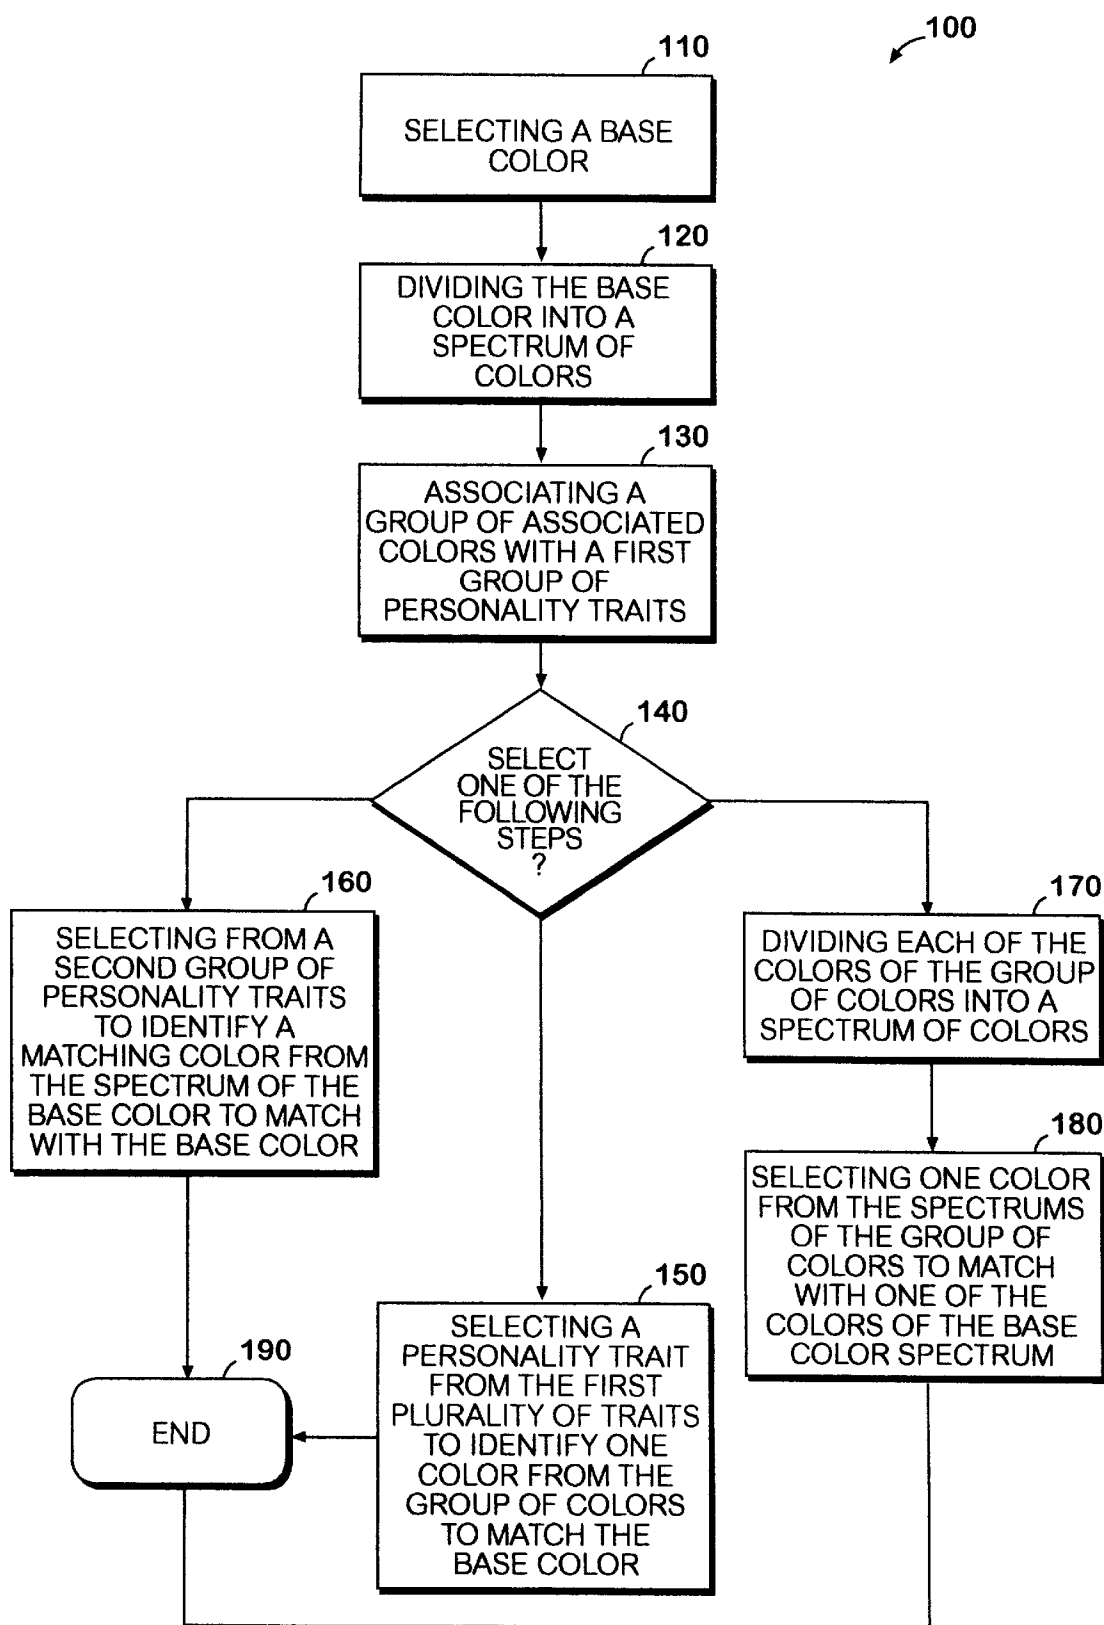 100
110
SELECTING A BASE
COLOR
120
DIVIDING THE BASE
COLOR INTO A
SPECTRUM OF
COLORS
130
ASSOCIATING A
GROUP OF ASSOCIATED
COLORS WITH A FIRST
GROUP OF
PERSONALITY TRAITS
140
SELECT
ONE OF THE
FOLLOWING
STEPS
?
160
SELECTING FROM A
SECOND GROUP OF
PERSONALITY TRAITS
TO IDENTIFY A
MATCHING COLOR FROM
THE SPECTRUM OF THE
BASE COLOR TO MATCH
WITH THE BASE COLOR
170
DIVIDING EACH OF THE
COLORS OF THE GROUP
OF COLORS INTO A
SPECTRUM OF COLORS
180
SELECTING ONE COLOR
FROM THE SPECTRUMS
OF THE GROUP OF
COLORS TO MATCH
WITH ONE OF THE
COLORS OF THE BASE
COLOR SPECTRUM
150
SELECTING A
PERSONALITY TRAIT
FROM THE FIRST
PLURALITY OF TRAITS
TO IDENTIFY ONE
COLOR FROM THE
GROUP OF COLORS
TO MATCH THE
BASE COLOR
190
END